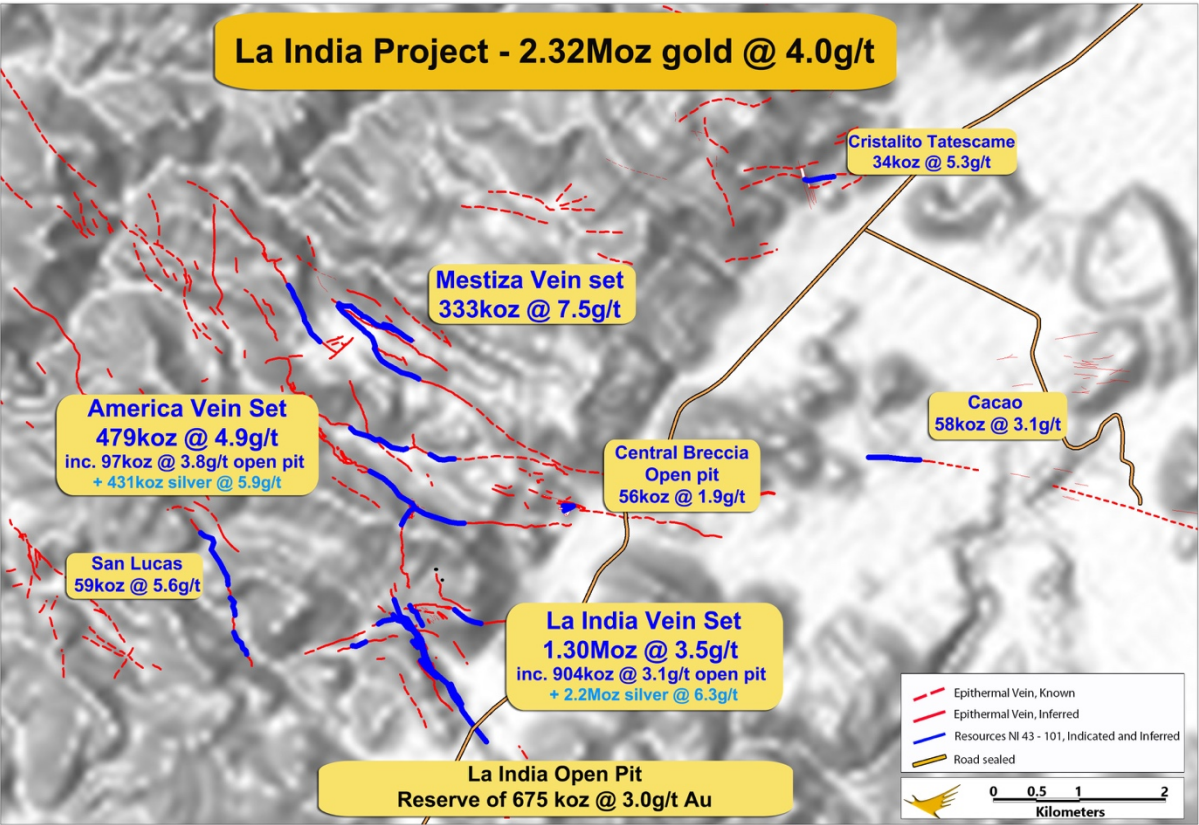 La India Project - 2.32Moz gold @ 4.0g/t
Cristalito Tatescame
34koz @ 5.3g/t
Mestiza Vein set
333koz @ 7.5g/t
America Vein Set
479koz @ 4.9g/t
inc. 97koz @ 3.8g/t open pit
+ 431koz silver @ 5.9g/t
Cacao
58koz @ 3.1g/t
Central Breccia
Open pit
56koz @ 1.9g/t
San Lucas
59koz @ 5.6g/t
La India Vein Set
1.30Moz @ 3.5g/t
inc. 904koz @ 3.1g/t open pit
+ 2.2Moz silver @ 6.3g/t
La India Open Pit
Reserve of 675 koz @ 3.0g/t Au
Epithermal Vein, Known
Epithermal Vein, Inferred
Resources NI 43 - 101, Indicated and Inferred
Road sealed
0 0.5 1 2
Kilometers